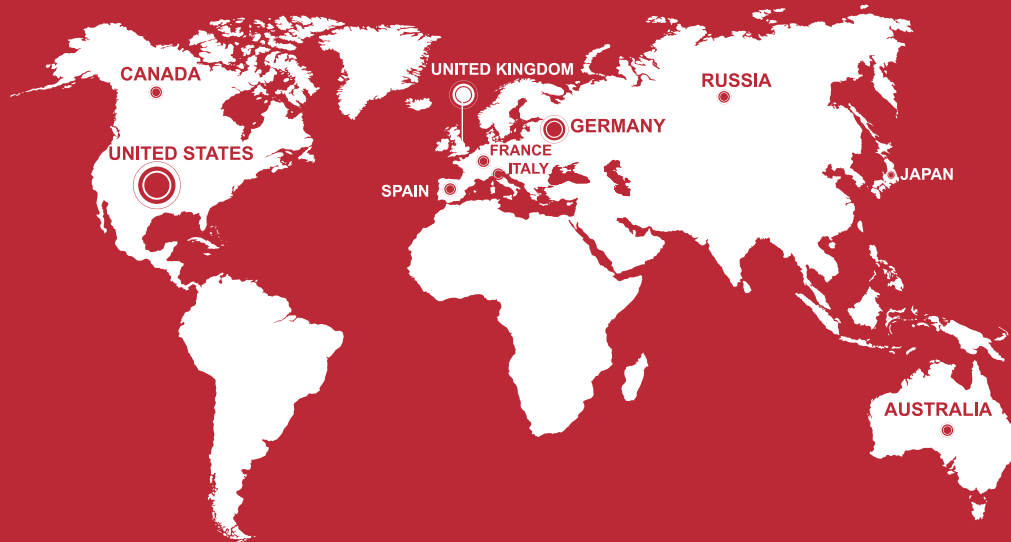 CANADA
UNITED KINGDOM
RUSSIA
GERMANY
UNITED STATES
FRANCE
ITALY
SPAIN
JAPAN
AUSTRALIA